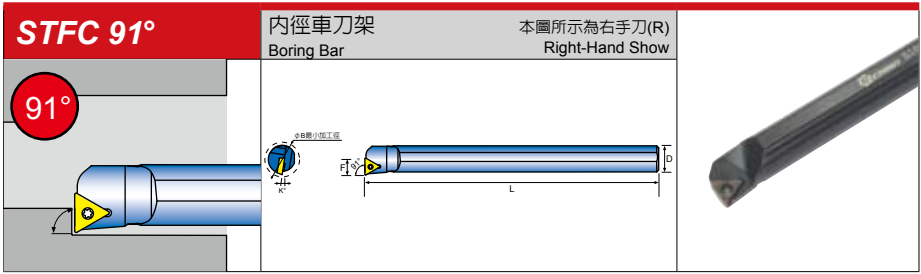 STFC 91°
內徑車刀架
Boring Bar
本圖所示為右手刀(R)
Right-Hand Show
91°
φB最小加工徑
F
91°
K°
D
L